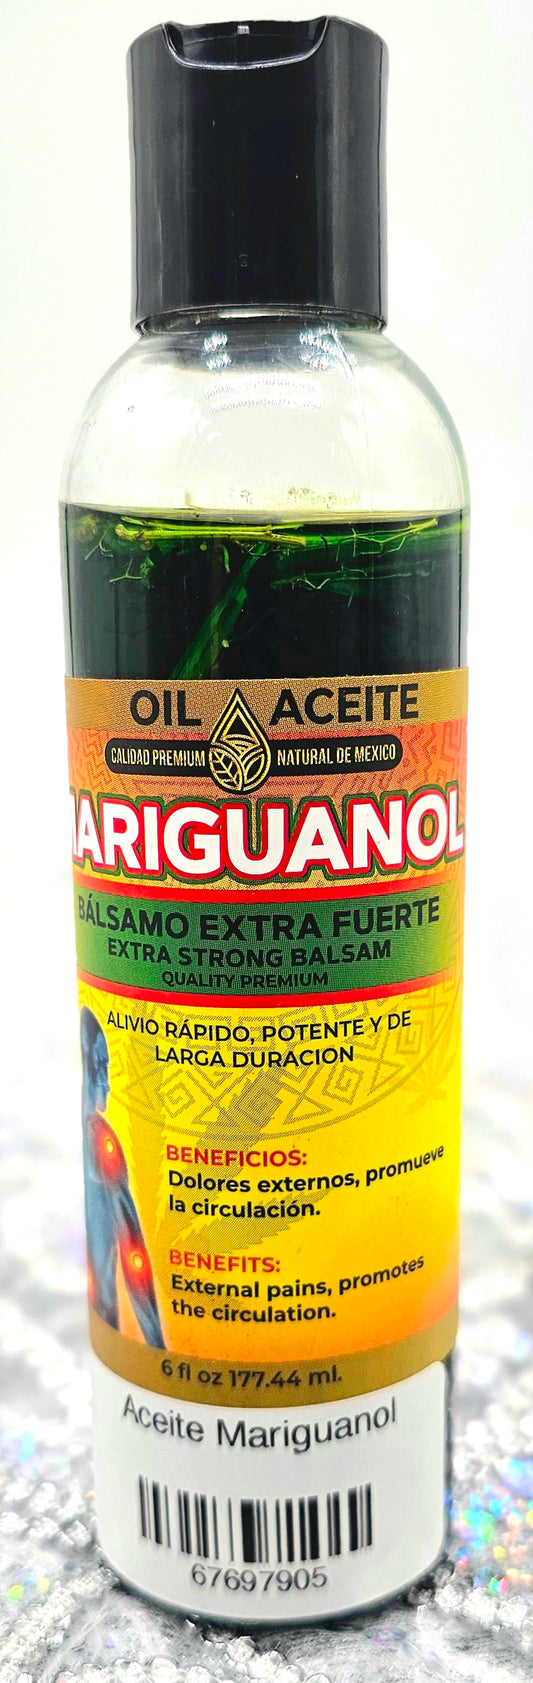 OIL ACEITE
CALIDAD PREMIUM NATURAL DE MEXICO
MARIGUANOL
BÁLSAMO EXTRA FUERTE
EXTRA STRONG BALSAM
QUALITY PREMIUM
ALIVIO RÁPIDO, POTENTE Y DE
LARGA DURACION
BENEFICIOS:
Dolores externos, promueve
la circulación.
BENEFITS:
External pains, promotes
the circulation.
6 fl oz 177.44 ml.
Aceite Mariguanol
67697905